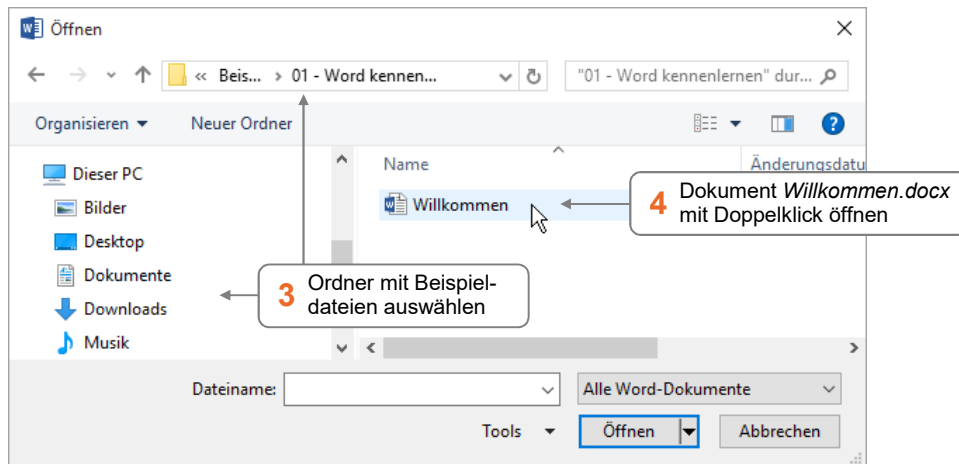 Öffnen
« Beis... › 01 - Word kennen...
"01 - Word kennenlernen" dur...
Organisieren
Neuer Ordner
Dieser PC
Bilder
Desktop
Dokumente
Downloads
Musik
Name
Änderungsdatu
Willkommen
4 Dokument Willkommen.docx
mit Doppelklick öffnen
3 Ordner mit Beispiel-
dateien auswählen
Dateiname:
Alle Word-Dokumente
Tools
Öffnen
Abbrechen